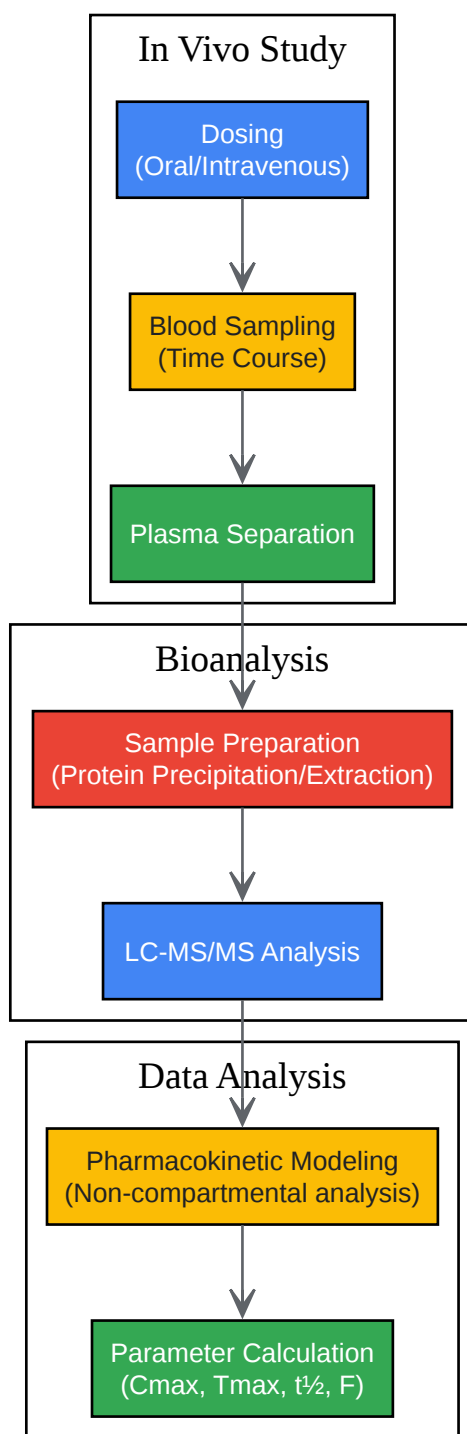 In Vivo Study
Dosing
(Oral/Intravenous)
Blood Sampling
(Time Course)
Plasma Separation
Bioanalysis
Sample Preparation
(Protein Precipitation/Extraction)
LC-MS/MS Analysis
Data Analysis
Pharmacokinetic Modeling
(Non-compartmental analysis)
Parameter Calculation
(Cmax, Tmax, t½, F)